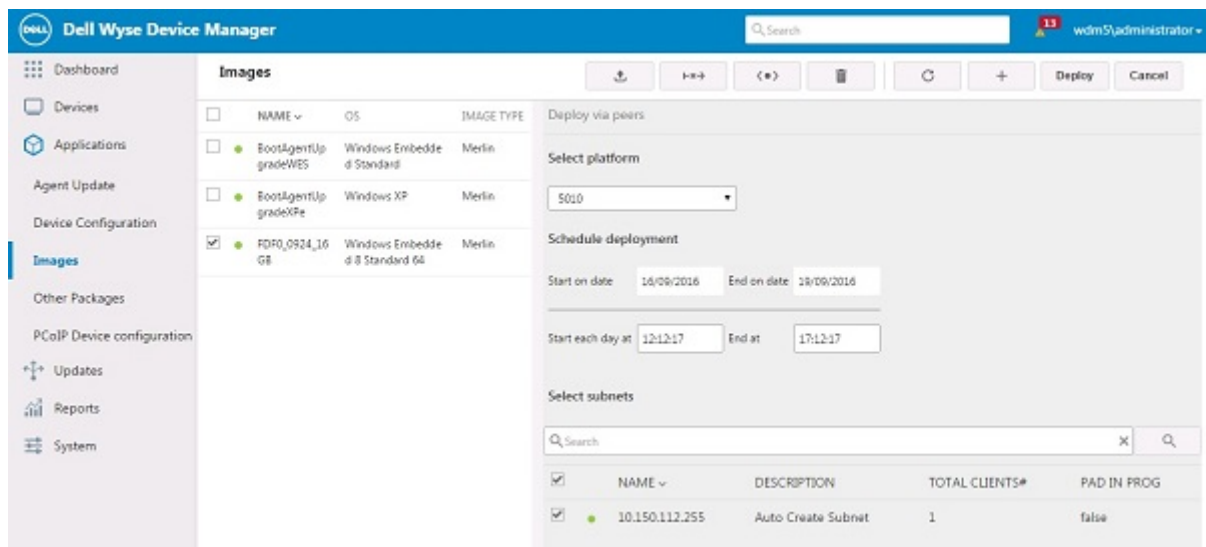 DELL Dell Wyse Device Manager
Search
13
wdm5\administrator
Dashboard
Devices
Applications
Agent Update
Device Configuration
Images
Other Packages
PCoIP Device configuration
Updates
Reports
System
Images
Deploy
Cancel
NAME OS IMAGE TYPE
BootAgentUp
gradeWES
Windows Embedde
d Standard
Merlin
BootAgentUp
gradeXPe
Windows XP
Merlin
FDF0_0924_16
GB
Windows Embedde
d 8 Standard 64
Merlin
Deploy via peers
Select platform
5010
Schedule deployment
Start on date 16/09/2016 End on date 19/09/2016
Start each day at 12:12:17 End at 17:12:17
Select subnets
Search
NAME DESCRIPTION TOTAL CLIENTS# PAD IN PROG
10.150.112.255 Auto Create Subnet 1 false